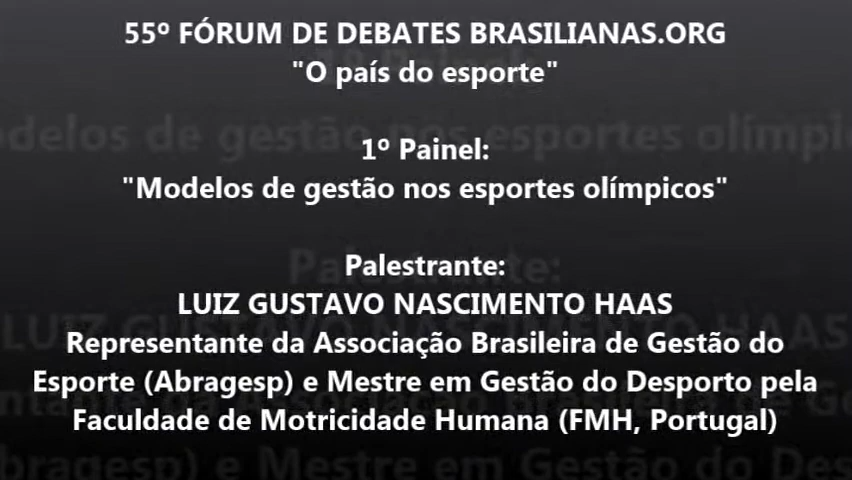 55º FÓRUM DE DEBATES BRASILIANAS.ORG
"O país do esporte"
1º Painel:
"Modelos de gestão nos esportes olímpicos"
Palestrante:
LUIZ GUSTAVO NASCIMENTO HAAS
Representante da Associação Brasileira de Gestão do
Esporte (Abragesp) e Mestre em Gestão do Desporto pela
Faculdade de Motricidade Humana (FMH, Portugal)